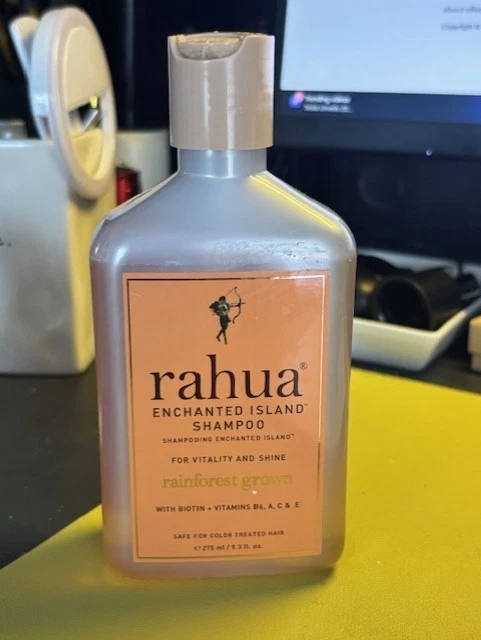 rahua®
ENCHANTED ISLAND™
SHAMPOO
SHAMPOOING ENCHANTED ISLAND™
FOR VITALITY AND SHINE
rainforest grown
WITH BIOTIN + VITAMINS B6, A, C & E
SAFE FOR COLOR TREATED HAIR
℮ 275 ml / 9.3 fl. oz.